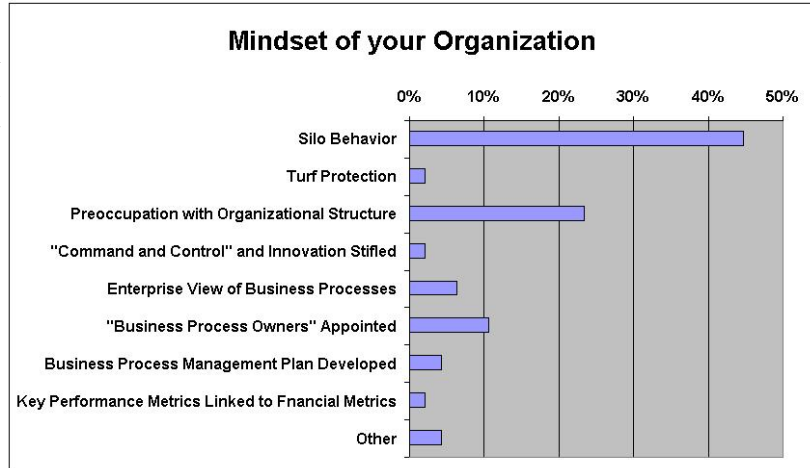 Mindset of your Organization
0% 10% 20% 30% 40% 50%
Silo Behavior
Turf Protection
Preoccupation with Organizational Structure
"Command and Control" and Innovation Stifled
Enterprise View of Business Processes
"Business Process Owners" Appointed
Business Process Management Plan Developed
Key Performance Metrics Linked to Fnancial Metrics
Other